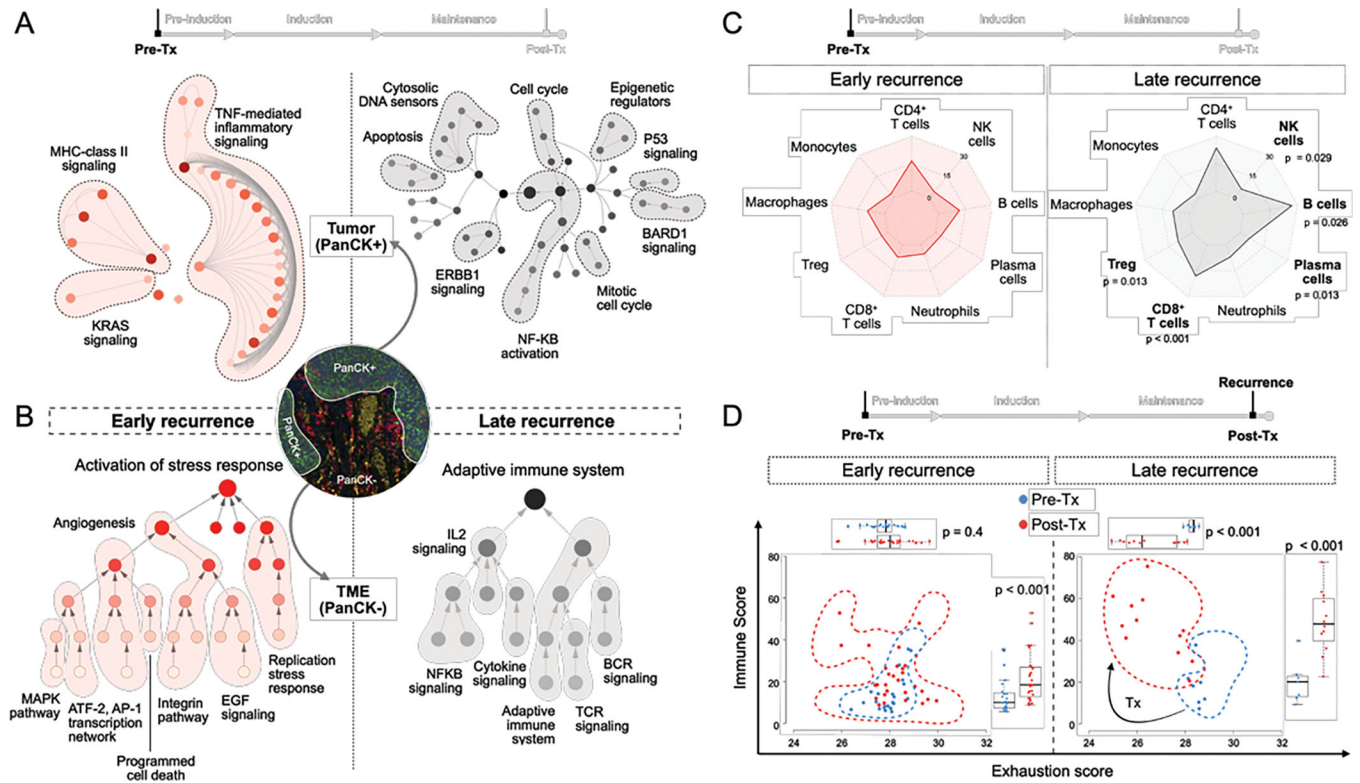 A
Pre-Induction
Induction
Maintenance
Pre-Tx
Post-Tx
MHC-class II
signaling
TNF-mediated
inflammatory
signaling
KRAS
signaling
Tumor
(PanCK+)
Cytosolic
DNA sensors
Apoptosis
Cell cycle
Epigenetic
regulators
P53
signaling
BARD1
signaling
ERBB1
signaling
Mitotic
cell cycle
NF-KB
activation
PanCK+
PanCK+
PanCK-
B
Early recurrence
Late recurrence
Activation of stress response
Angiogenesis
MAPK
pathway
ATF-2, AP-1
transcription
network
Programmed
cell death
Integrin
pathway
EGF
signaling
Replication
stress
response
TME
(PanCK-)
Adaptive immune system
IL2
signaling
NFKB
signaling
Cytokine
signaling
Adaptive
immune
system
TCR
signaling
BCR
signaling
C
Pre-Induction
Induction
Maintenance
Pre-Tx
Post-Tx
Early recurrence
CD4+
T cells
NK
cells
B cells
Plasma
cells
Neutrophils
CD8+
T cells
Treg
Macrophages
Monocytes
30
15
0
Late recurrence
CD4+
T cells
NK
cells
p = 0.029
B cells
p = 0.026
Plasma
cells
p = 0.013
Neutrophils
CD8+
T cells
p < 0.001
Treg
p = 0.013
Macrophages
Monocytes
30
15
0
D
Pre-Induction
Induction
Maintenance
Recurrence
Pre-Tx
Post-Tx
Early recurrence
Late recurrence
Pre-Tx
Post-Tx
p = 0.4
p < 0.001
p < 0.001
p < 0.001
Immune Score
80
60
40
20
0
24
26
28
30
32
80
60
40
20
0
Tx
24
26
28
30
32
Exhaustion score